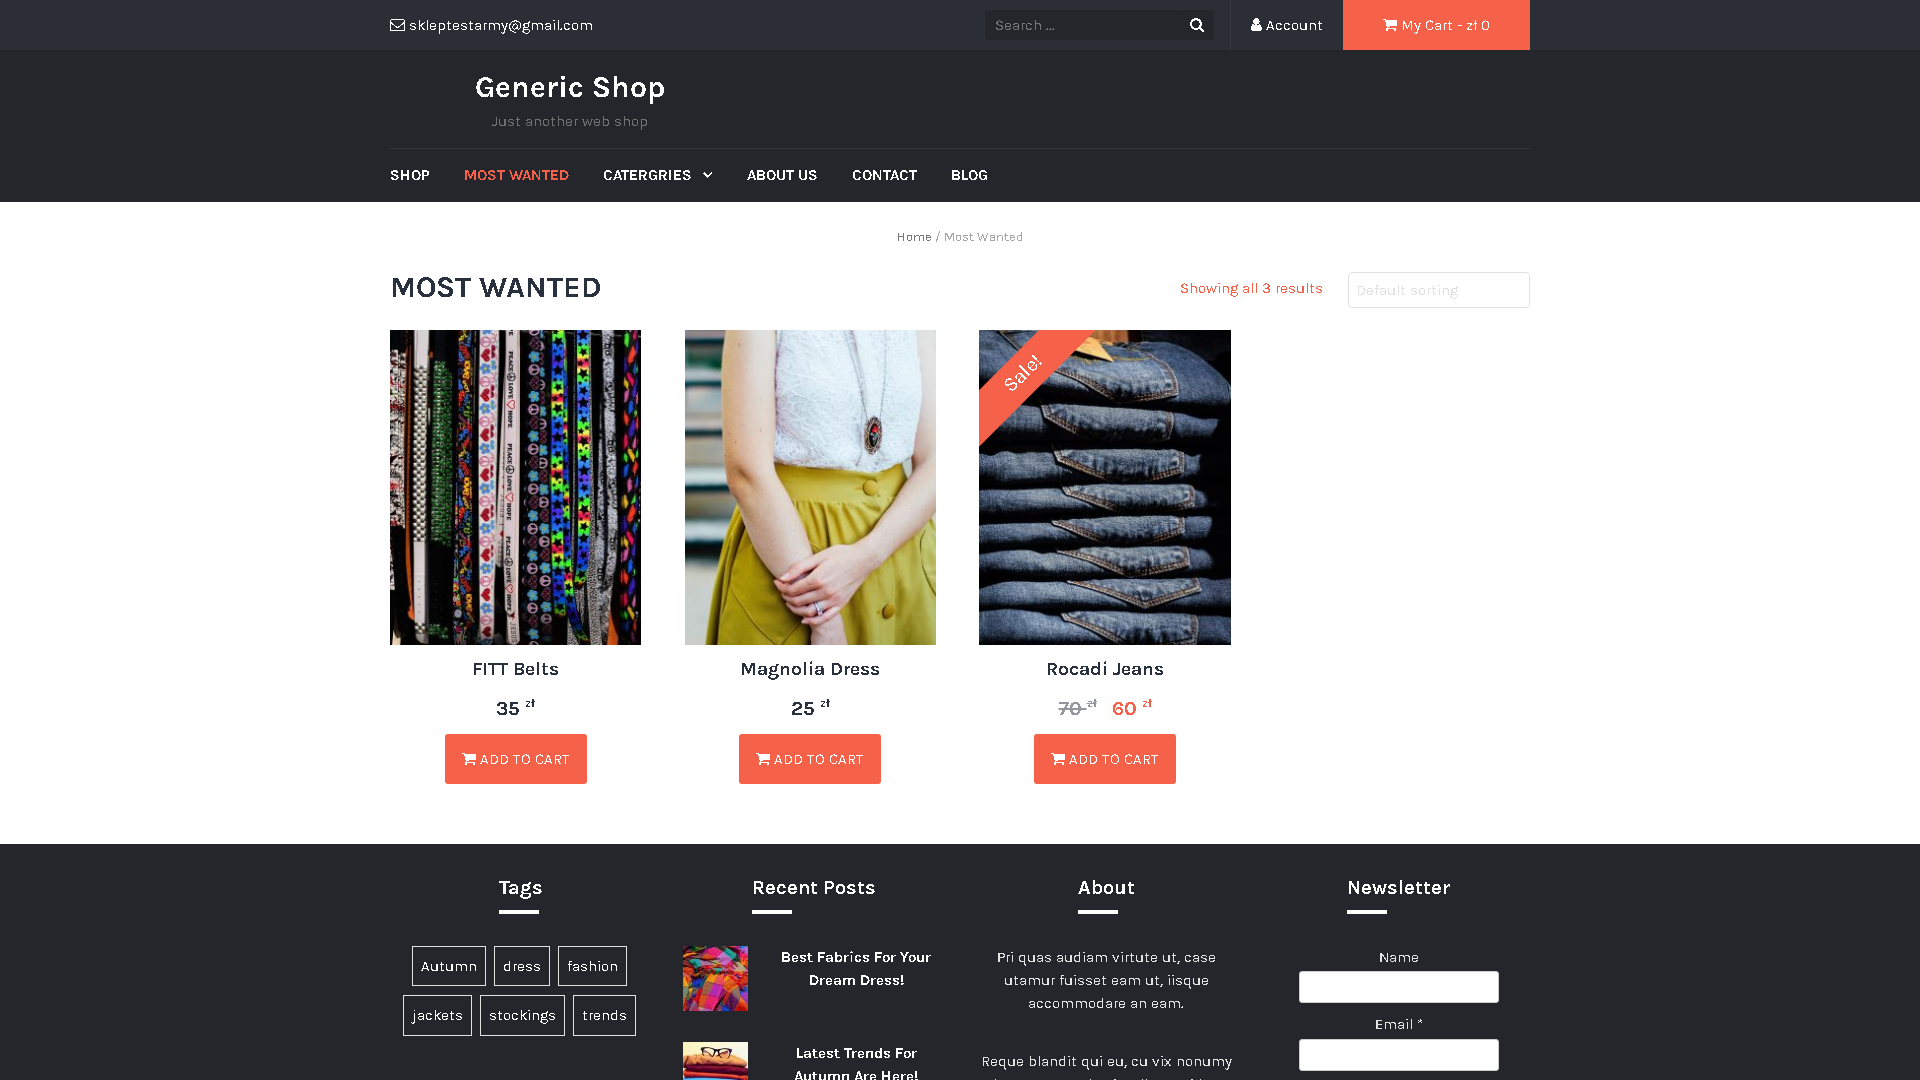 skleptestarmy@gmail.com
Search ...
Account
My Cart - zł 0
Generic Shop
Just another web shop
SHOP
MOST WANTED
CATERGRIES
ABOUT US
CONTACT
BLOG
Home / Most Wanted
MOST WANTED
Showing all 3 results
Default sorting
Sale!
FITT Belts
Magnolia Dress
Rocadi Jeans
35 zł
25 zł
70 zł 60 zł
ADD TO CART
ADD TO CART
ADD TO CART
Tags
Autumn
dress
fashion
jackets
stockings
trends
Recent Posts
Best Fabrics For Your
Dream Dress!
Latest Trends For
Autumn Are Here!
About
Pri quas audiam virtute ut, case
utamur fuisset eam ut, iisque
accommodare an eam.
Reque blandit qui eu, cu vix nonumy
Newsletter
Name
Email *